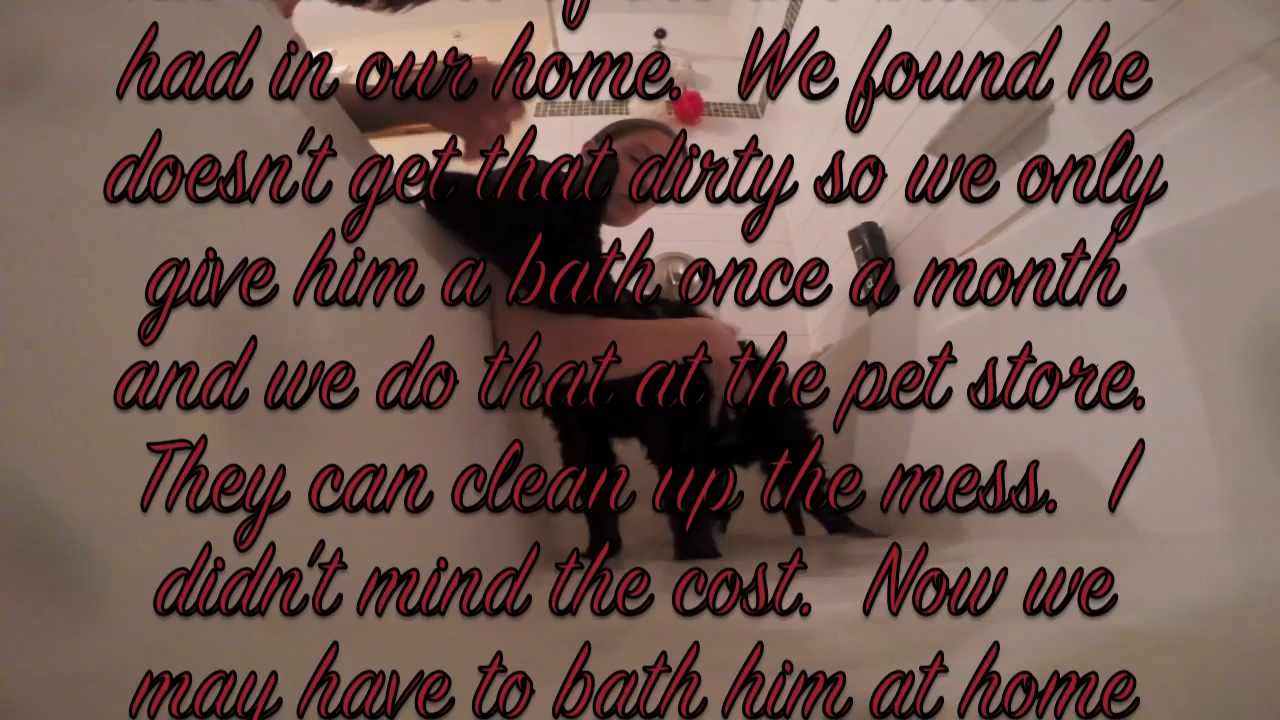 had in our home. We found he
doesn't get that dirty so we only
give him a bath once a month
and we do that at the pet store.
They can clean up the mess. I
didn't mind the cost. Now we
may have to bath him at home